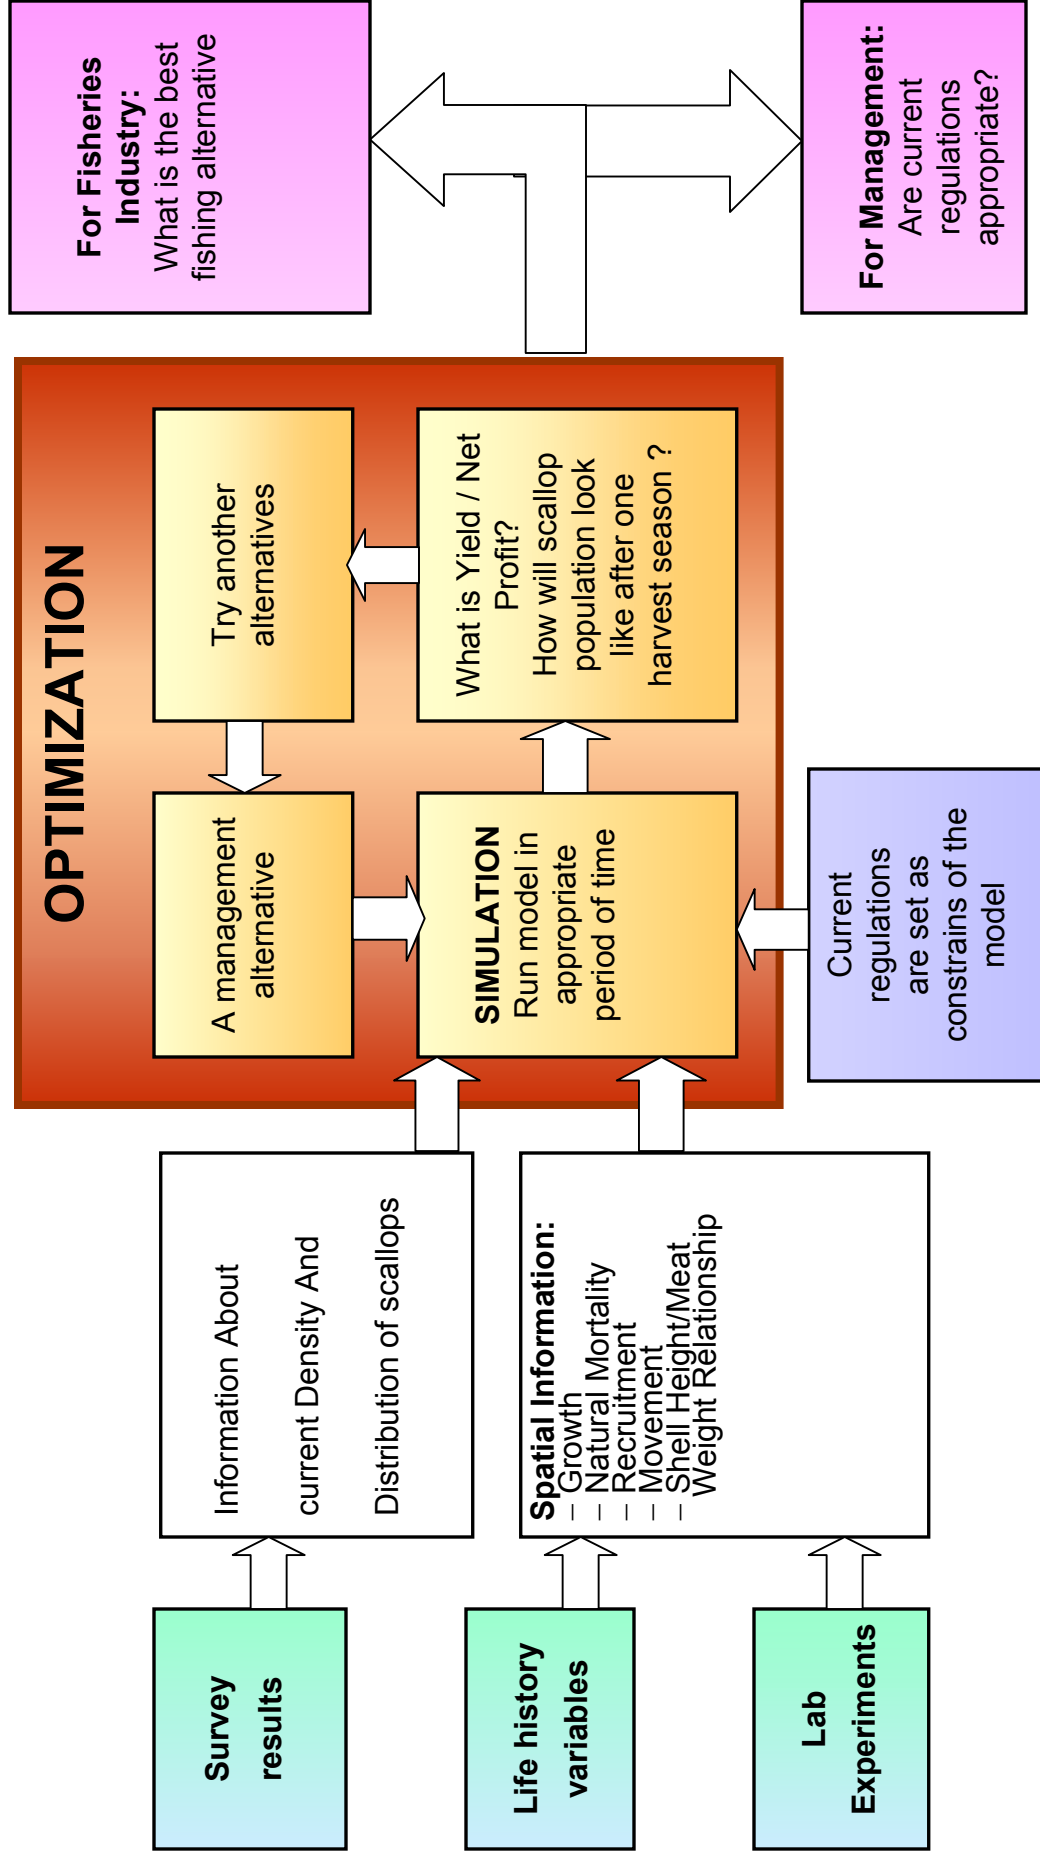 OPTIMIZATION
Survey
results
Life history
variables
Lab
Experiments
Information About
current Density And
Distribution of scallops
Spatial Information:
– Growth
– Natural Mortality
– Recruitment
– Movement
– Shell Height/Meat
Weight Relationship
A management
alternative
SIMULATION
Run model in
appropriate
period of time
Current
regulations
are set as
constrains of the
model
Try another
alternatives
What is Yield / Net
Profit?
How will scallop
population look
like after one
harvest season ?
For Fisheries
Industry:
What is the best
fishing alternative
For Management:
Are current
regulations
appropriate?